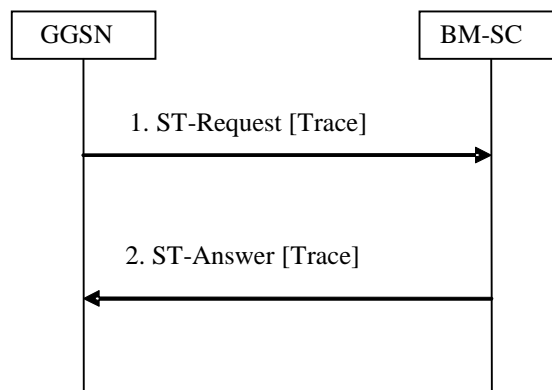 GGSN
BM-SC
1. ST-Request [Trace]
2. ST-Answer [Trace]